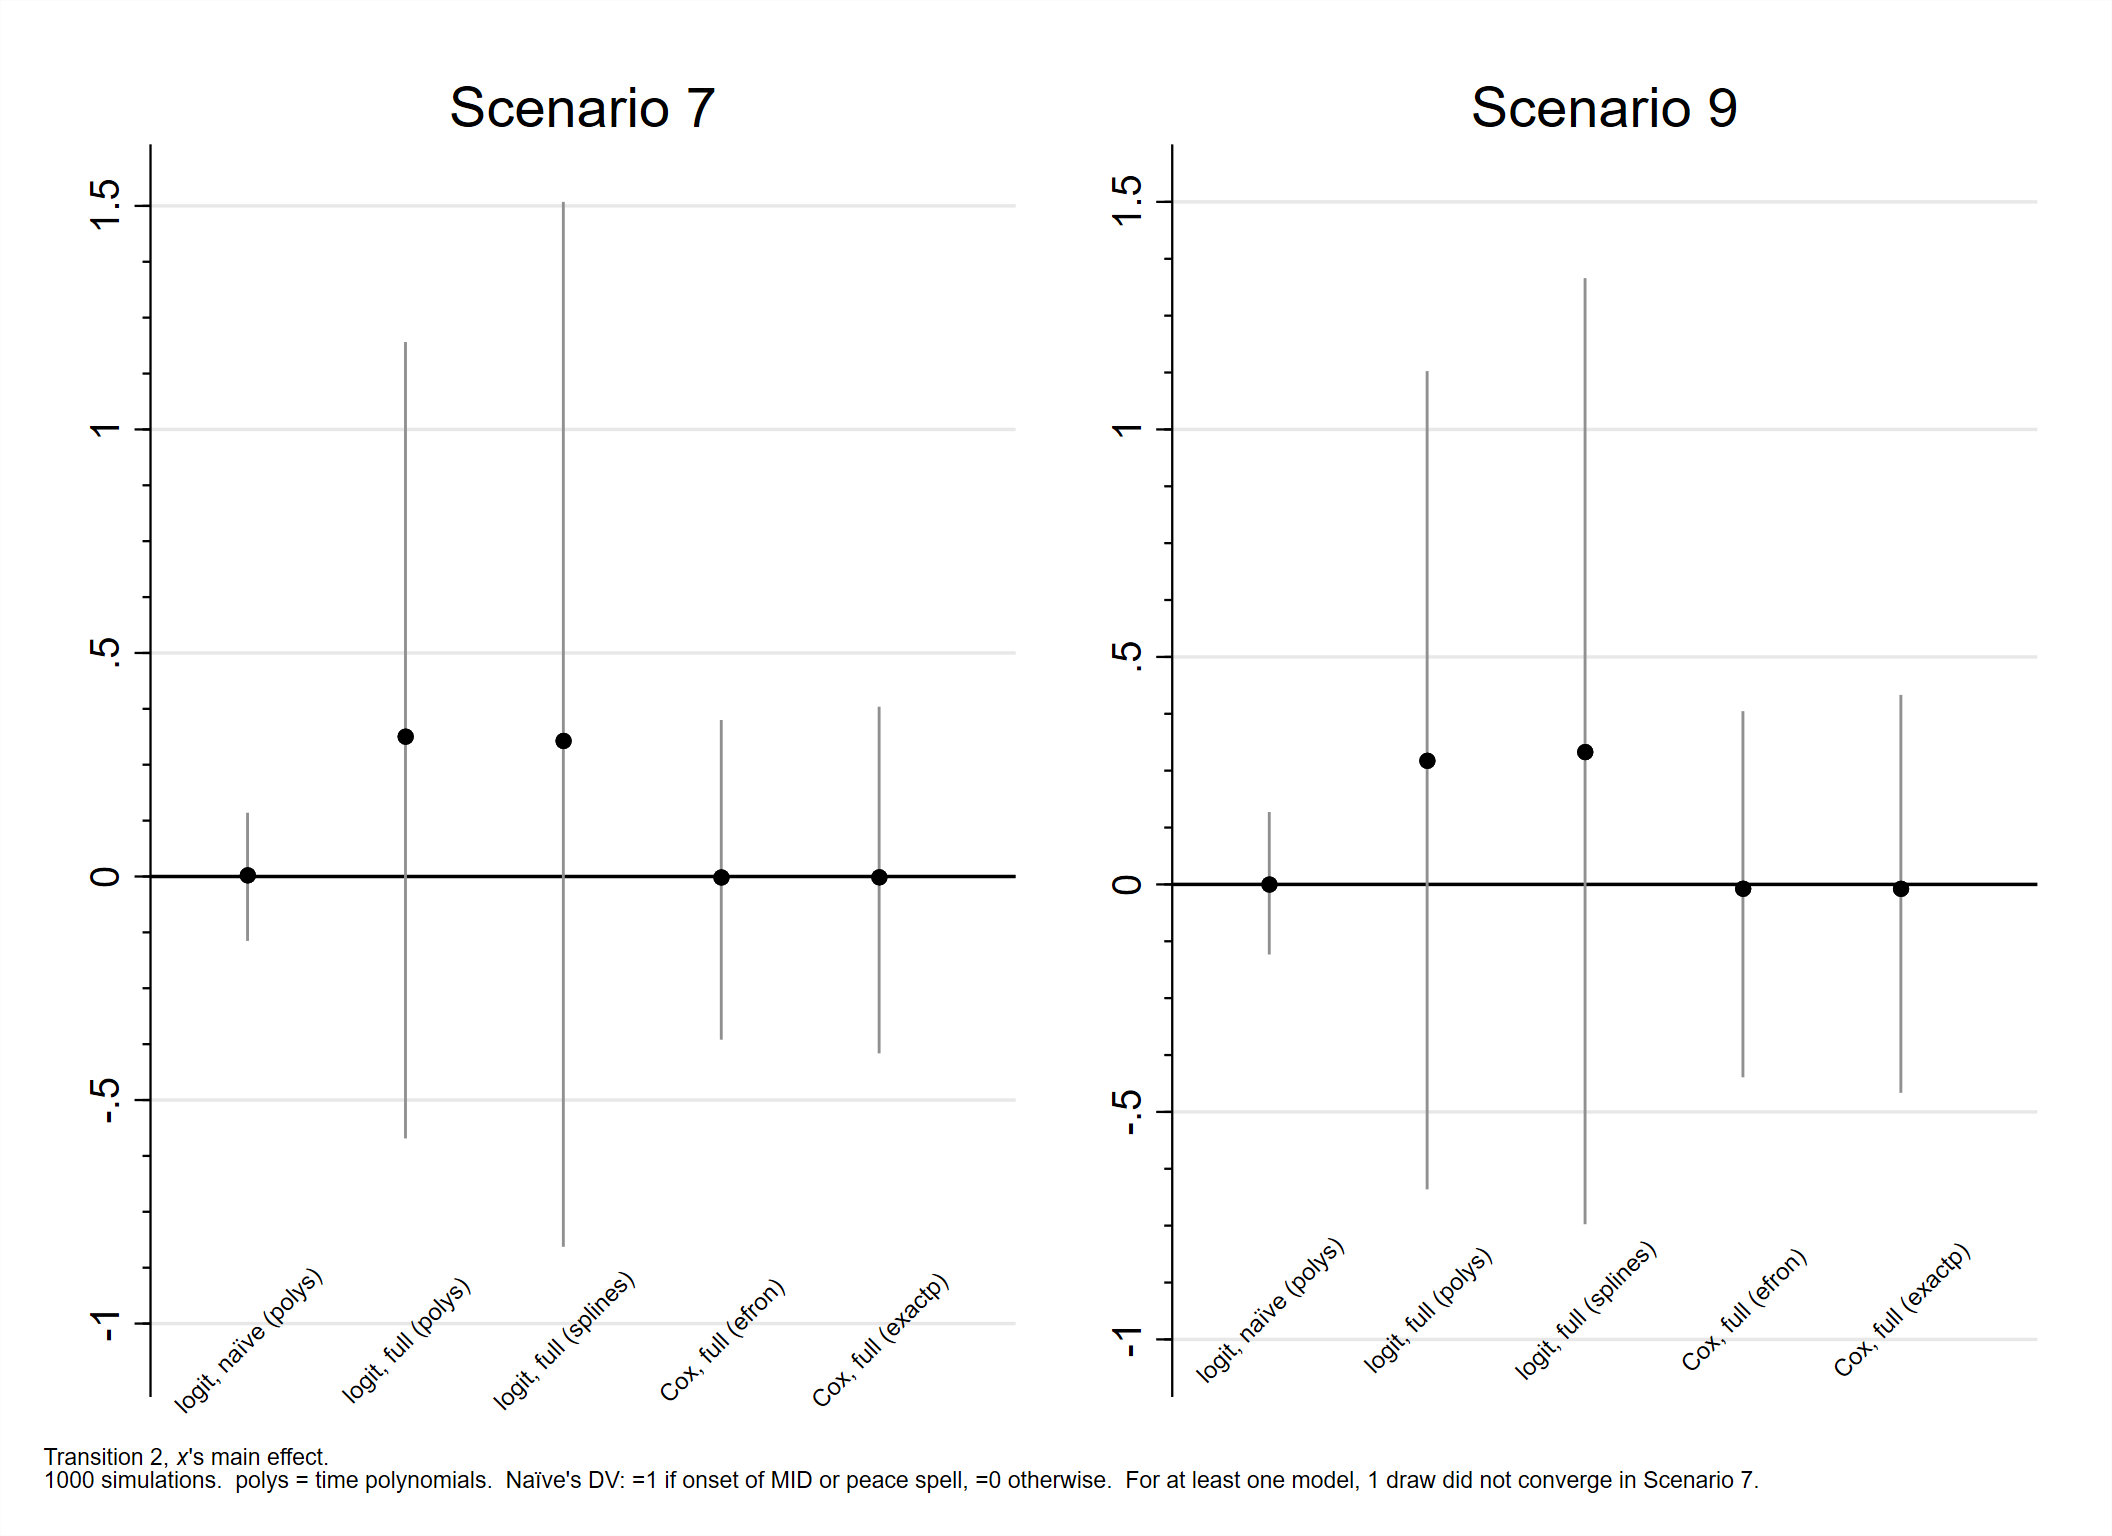 Scenario 7
1.5
1
.5
0
-.5
-1
logit, naïve (polys)
logit, full (polys)
logit, full (splines)
Cox, full (efron)
Cox, full (exactp)
Scenario 9
1.5
1
.5
0
-.5
-1
logit, naïve (polys)
logit, full (polys)
logit, full (splines)
Cox, full (efron)
Cox, full (exactp)
Transition 2, x's main effect.
1000 simulations.  polys = time polynomials.  Naïve's DV: =1 if onset of MID or peace spell, =0 otherwise.  For at least one model, 1 draw did not converge in Scenario 7.